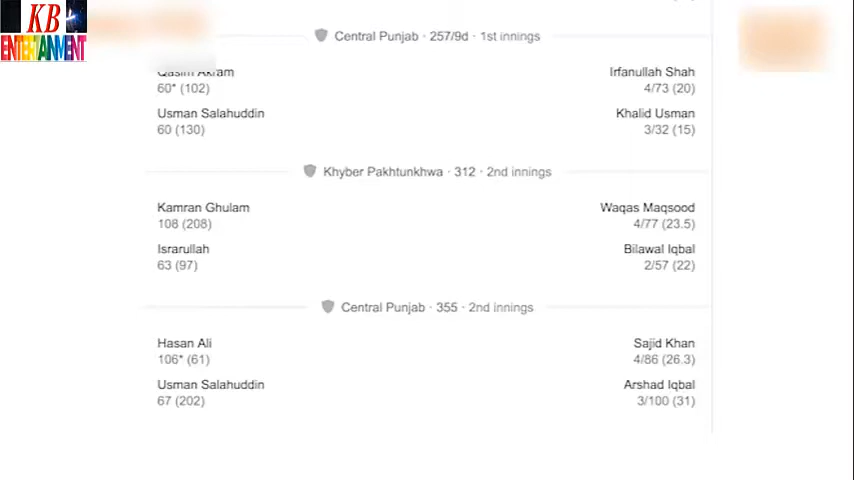 KB
ENTERTAINMENT
Central Punjab · 257/9d · 1st innings
Qasim Akram Irfanullah Shah
60* (102) 4/73 (20)
Usman Salahuddin Khalid Usman
60 (130) 3/32 (15)
Khyber Pakhtunkhwa · 312 · 2nd innings
Kamran Ghulam Waqas Maqsood
108 (208) 4/77 (23.5)
Israrullah Bilawal Iqbal
63 (97) 2/57 (22)
Central Punjab · 355 · 2nd innings
Hasan Ali Sajid Khan
106* (61) 4/86 (26.3)
Usman Salahuddin Arshad Iqbal
67 (202) 3/100 (31)